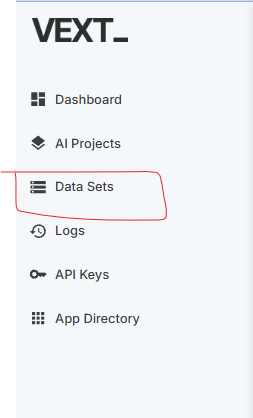 VEXT_
Dashboard
AI Projects
Data Sets
Logs
API Keys
App Directory